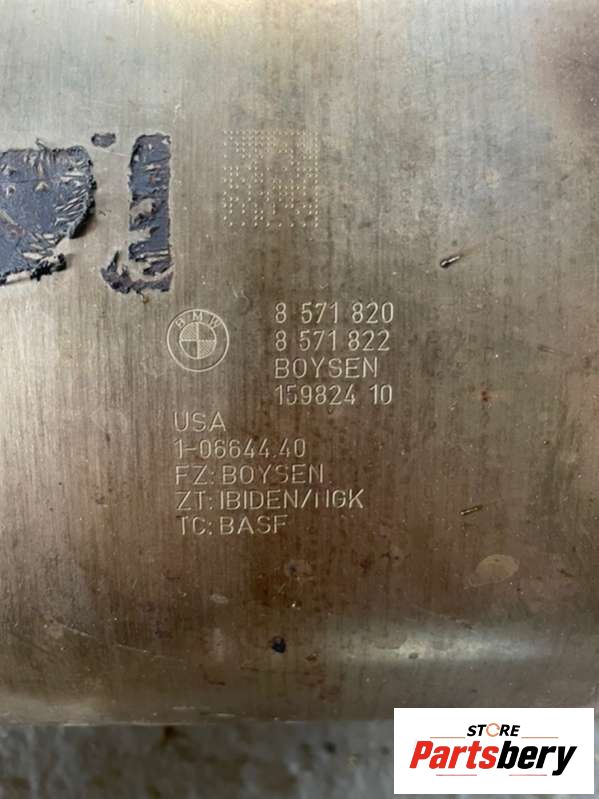 BMW
8 571 820
8 571 822
BOYSEN
159824 10
USA
1-06644.40
FZ: BOYSEN
ZT: IBIDEN/NGK
TC: BASF
STORE
Partsbery